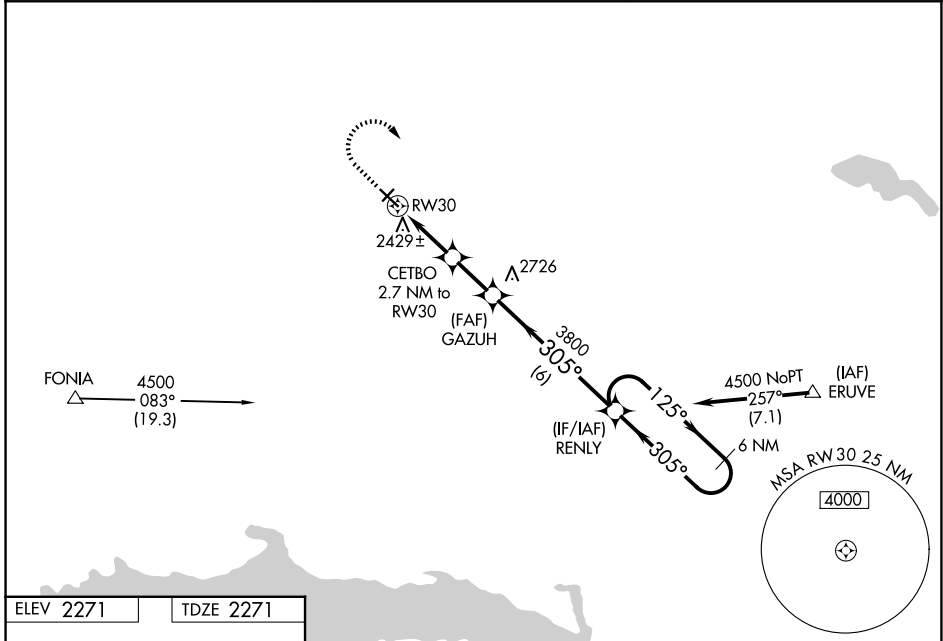 RW30
2429±
2726
CETBO
2.7 NM to
RW30
(FAF)
GAZUH
3800
305°
(6)
FONIA
4500
083°
(19.3)
4500 NoPT
257°
(7.1)
(IAF)
ERUVE
125°
(IF/IAF)
RENLY
305°
6 NM
MSA RW30 25 NM
4000
ELEV 2271
TDZE 2271